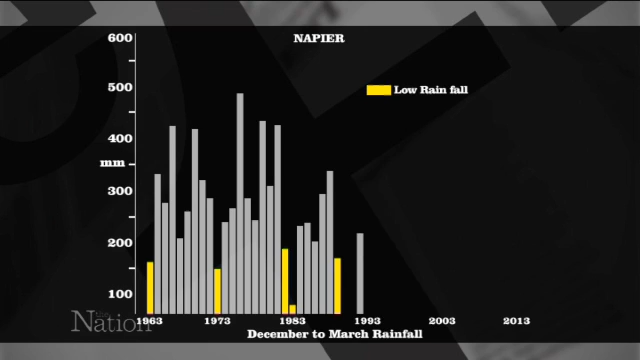 NAPIER
600
500
400
mm
300
200
100
Low Rain fall
1963 1973 1983 1993 2003 2013
December to March Rainfall
the Nation